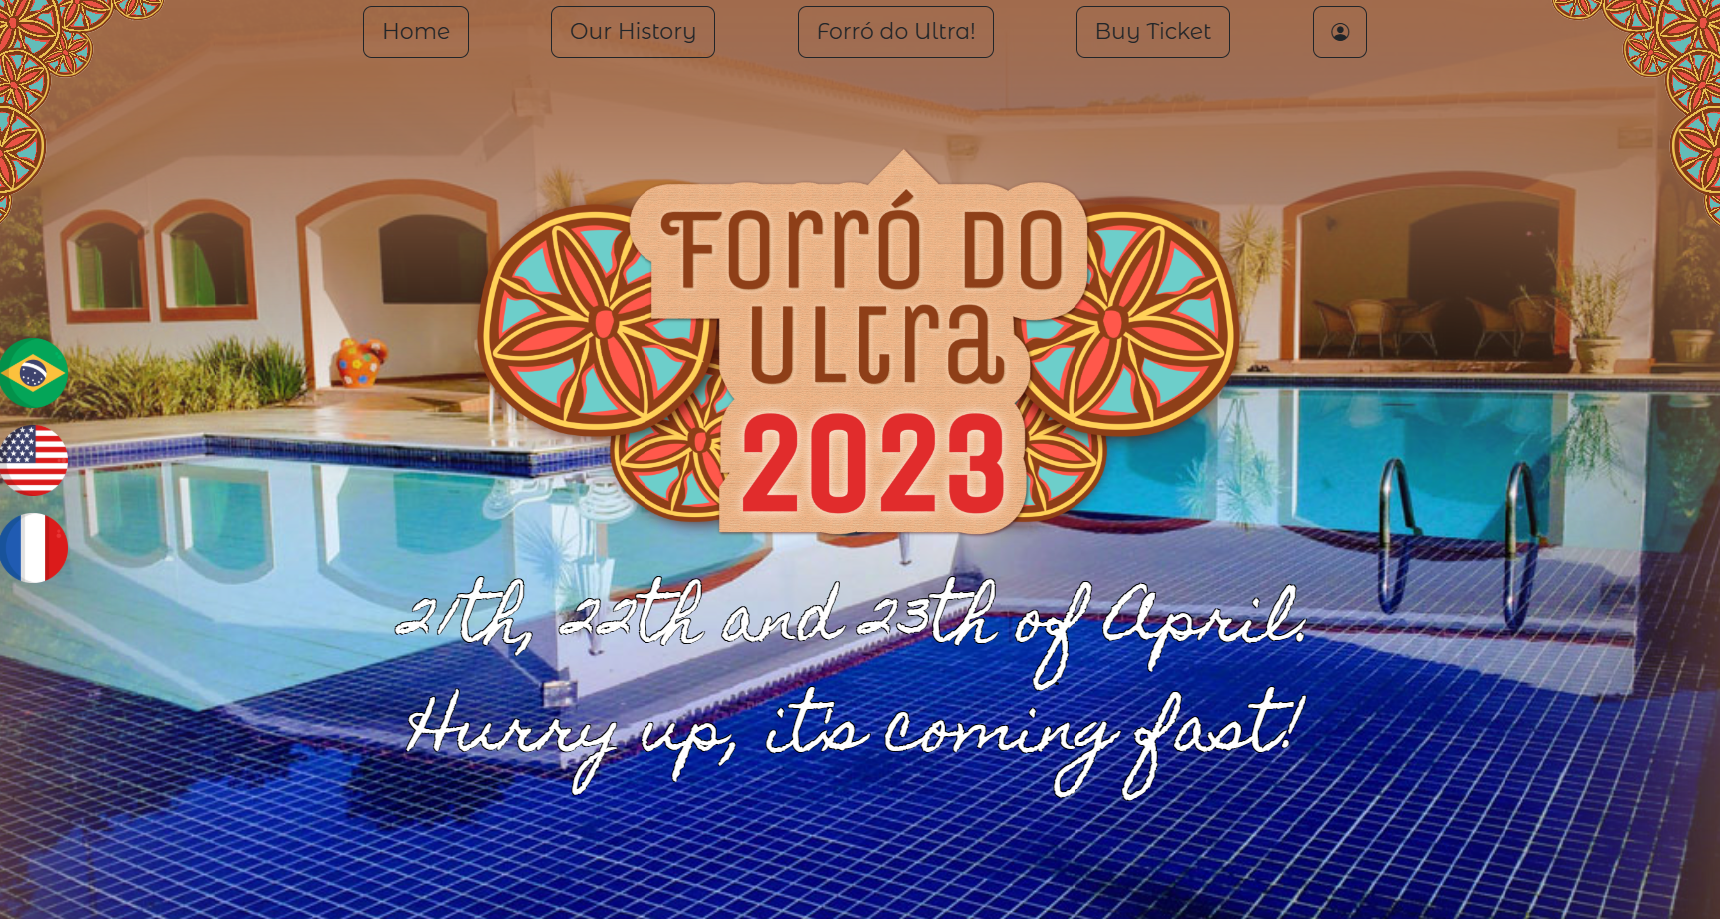 Home
Our History
Forró do Ultra!
Buy Ticket
Forró do
Ultra
2023
21th, 22th and 23th of April.
Hurry up, it's coming fast!